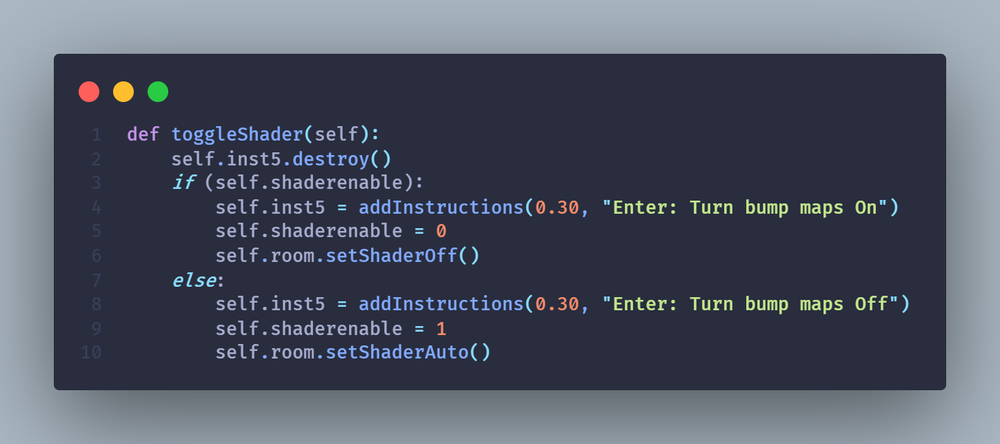 1 def toggleShader(self):
2     self.inst5.destroy()
3     if (self.shaderenable):
4         self.inst5 = addInstructions(0.30, "Enter: Turn bump maps On")
5         self.shaderenable = 0
6         self.room.setShaderOff()
7     else:
8         self.inst5 = addInstructions(0.30, "Enter: Turn bump maps Off")
9         self.shaderenable = 1
10         self.room.setShaderAuto()